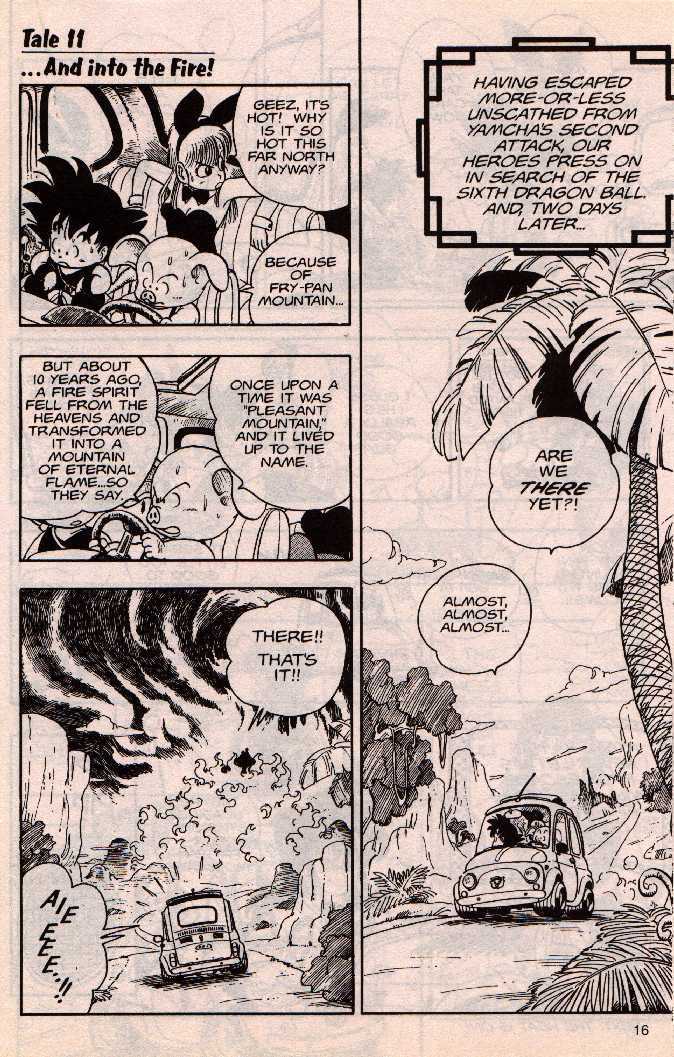 Tale 11
...And into the Fire!
HAVING ESCAPED
MORE-OR-LESS
UNSCATHED FROM
YAMCHA'S SECOND
ATTACK, OUR
HEROES PRESS ON
IN SEARCH OF THE
SIXTH DRAGON BALL.
AND, TWO DAYS
LATER...
ARE
WE
THERE
YET?!
ALMOST,
ALMOST,
ALMOST...
GEEZ, IT'S
HOT! WHY
IS IT SO
HOT THIS
FAR NORTH
ANYWAY?
BECAUSE
OF
FRY-PAN
MOUNTAIN...
ONCE UPON A
TIME IT WAS
"PLEASANT
MOUNTAIN,"
AND IT LIVED
UP TO THE
NAME.
BUT ABOUT
10 YEARS AGO,
A FIRE SPIRIT
FELL FROM THE
HEAVENS AND
TRANSFORMED
IT INTO A
MOUNTAIN
OF ETERNAL
FLAME...SO
THEY SAY.
THERE!!
THAT'S
IT!!
AIE
EEE..!!
16